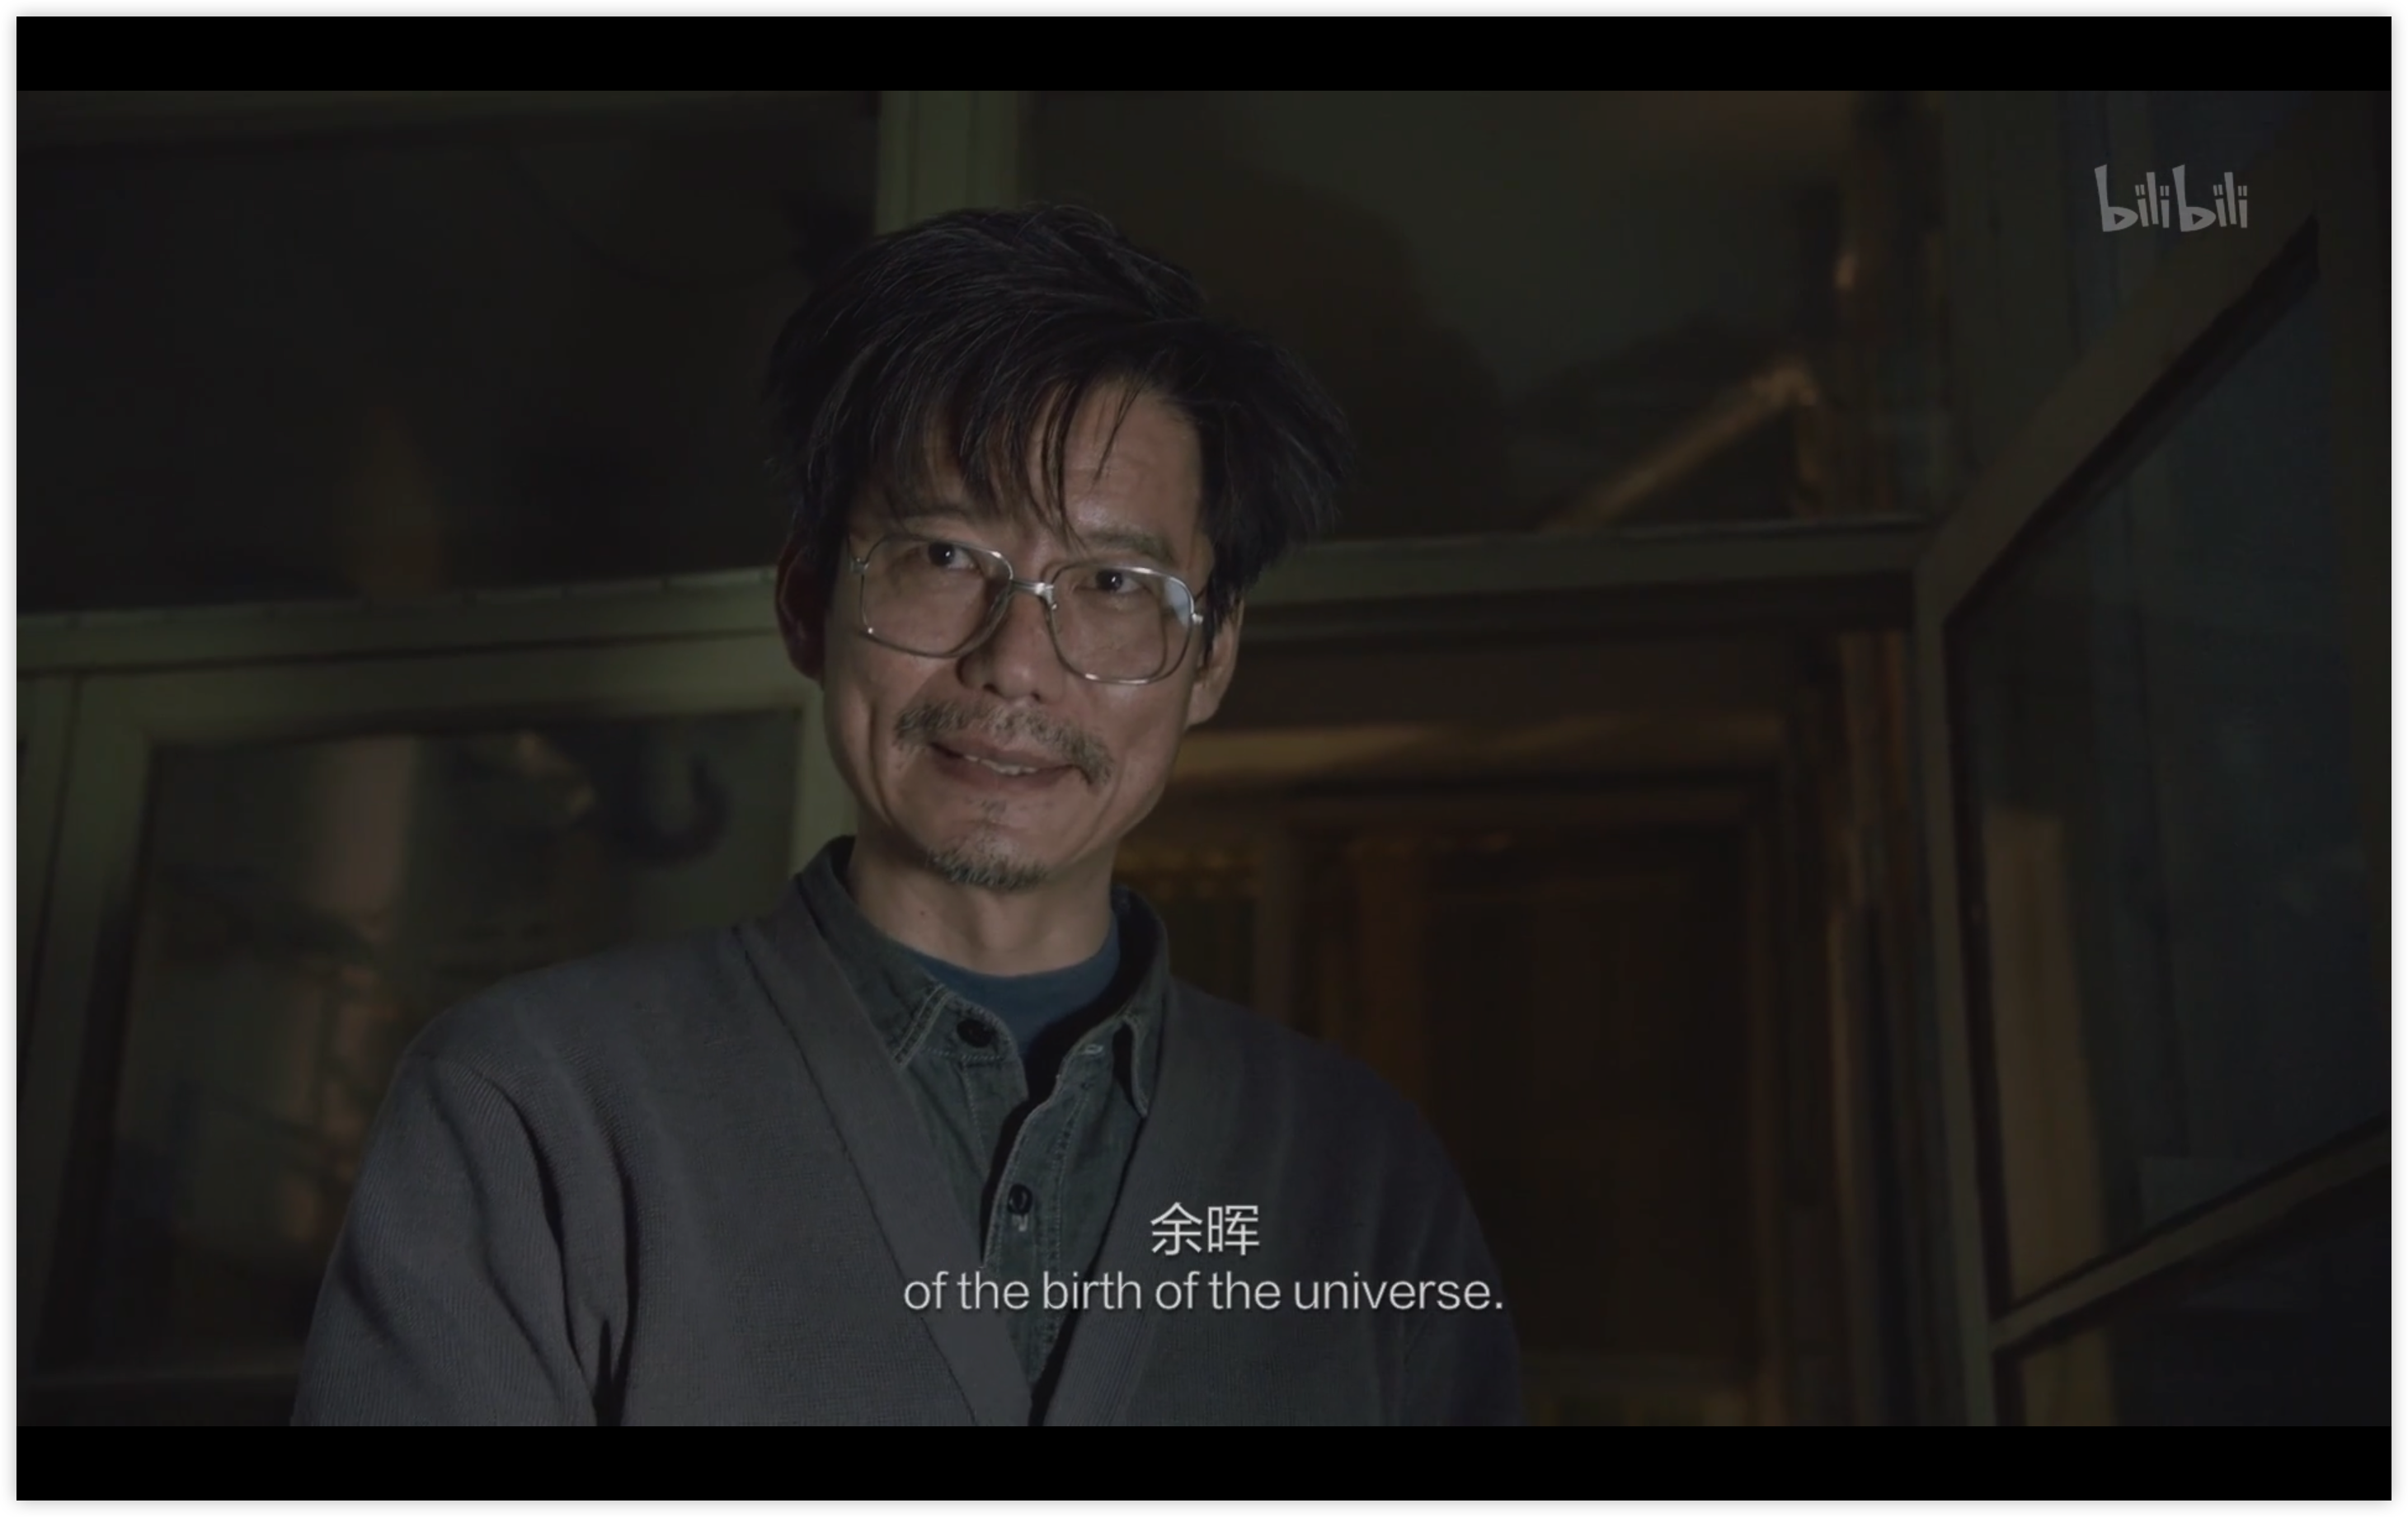 bilibili
余晖
of the birth of the universe.